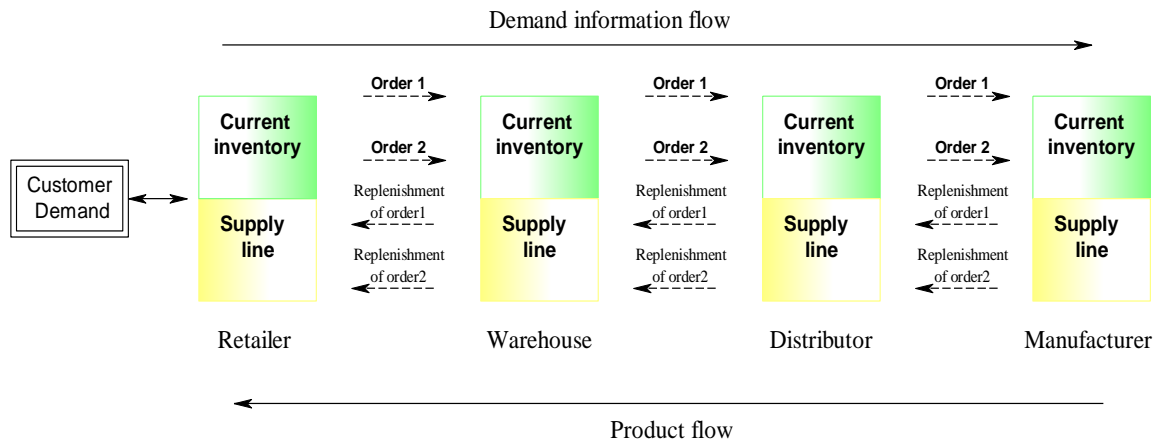 Demand information flow
Order 1
Order 1
Order 1
Current
inventory
Current
inventory
Current
inventory
Current
inventory
Order 2
Order 2
Order 2
Customer
Demand
Replenishment
of order1
Replenishment
of order1
Replenishment
of order1
Supply
line
Supply
line
Supply
line
Supply
line
Replenishment
of order2
Replenishment
of order2
Replenishment
of order2
Retailer
Warehouse
Distributor
Manufacturer
Product flow